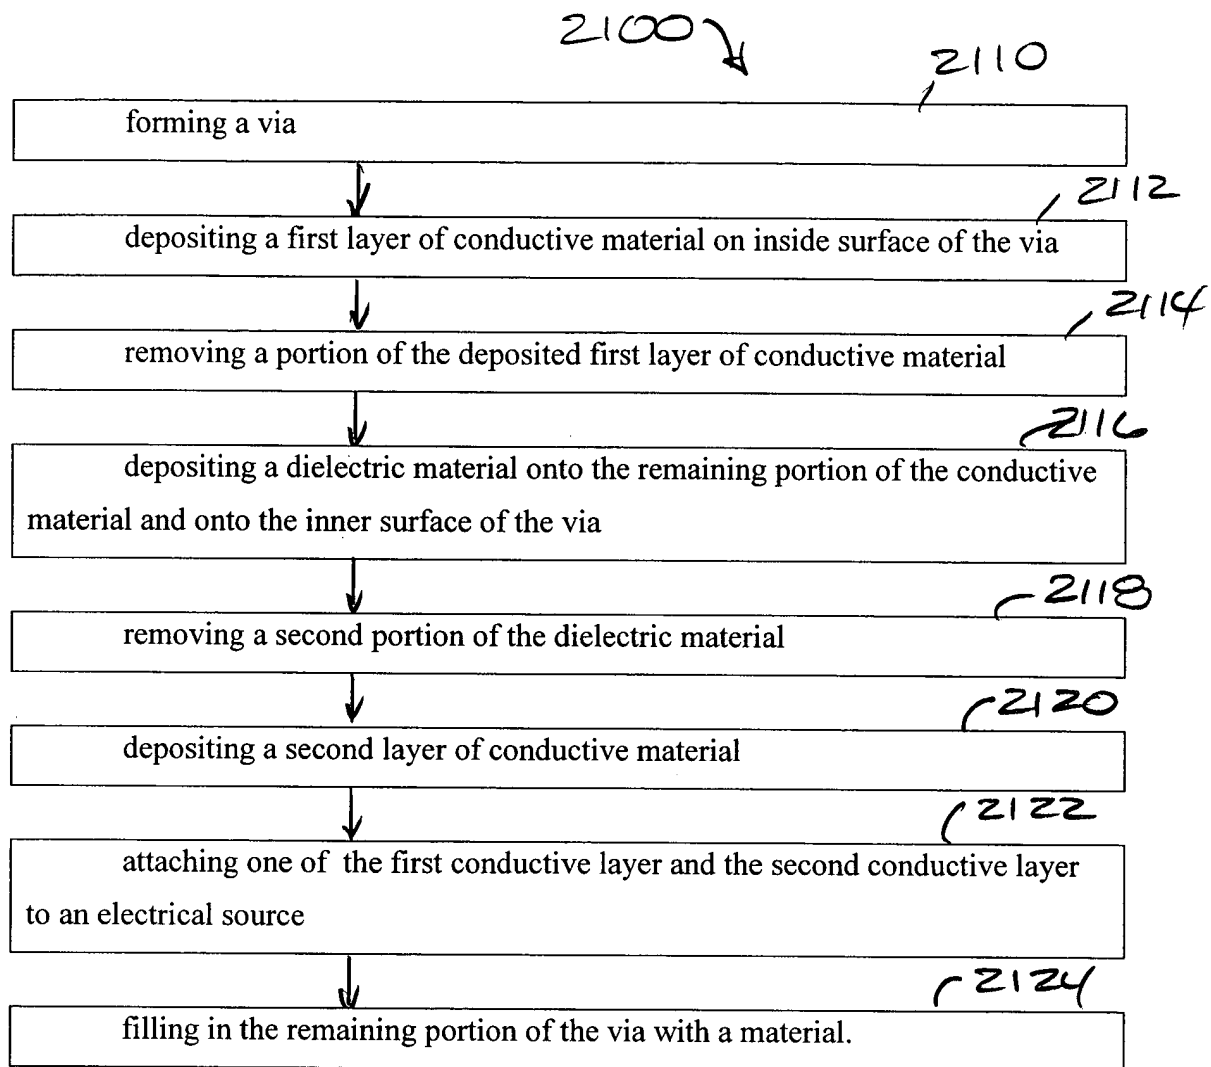 2100
2110
forming a via
2112
depositing a first layer of conductive material on inside surface of the via
2114
removing a portion of the deposited first layer of conductive material
2116
depositing a dielectric material onto the remaining portion of the conductive
material and onto the inner surface of the via
2118
removing a second portion of the dielectric material
2120
depositing a second layer of conductive material
2122
attaching one of the first conductive layer and the second conductive layer
to an electrical source
2124
filling in the remaining portion of the via with a material.